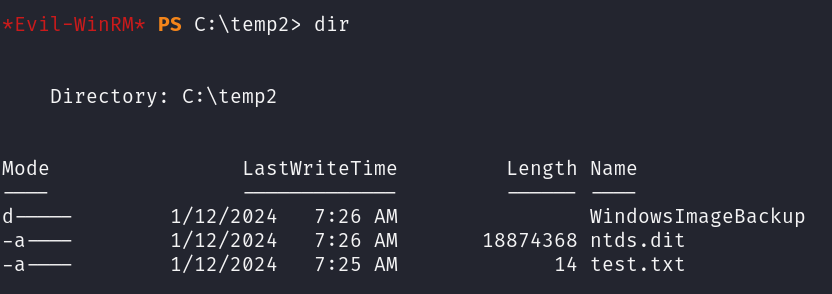 *Evil-WinRM* PS C:\temp2> dir
Directory: C:\temp2
Mode                LastWriteTime         Length Name
----                -------------         ------ ----
d-----        1/12/2024   7:26 AM                WindowsImageBackup
-a----        1/12/2024   7:26 AM       18874368 ntds.dit
-a----        1/12/2024   7:25 AM             14 test.txt